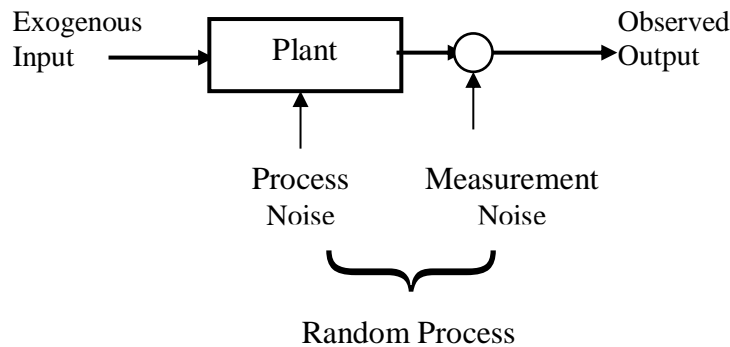 Exogenous
Input
Plant
Observed
Output
Process
Noise
Measurement
Noise
Random Process